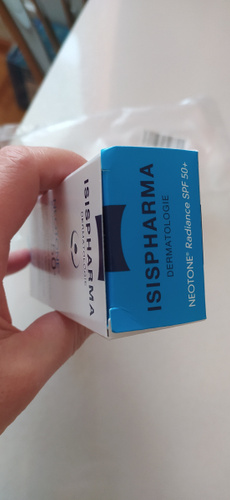 ISISPHARMA
DERMATOLOGIE
NEOTONE® Radiance SPF 50+
ISISPHARMA